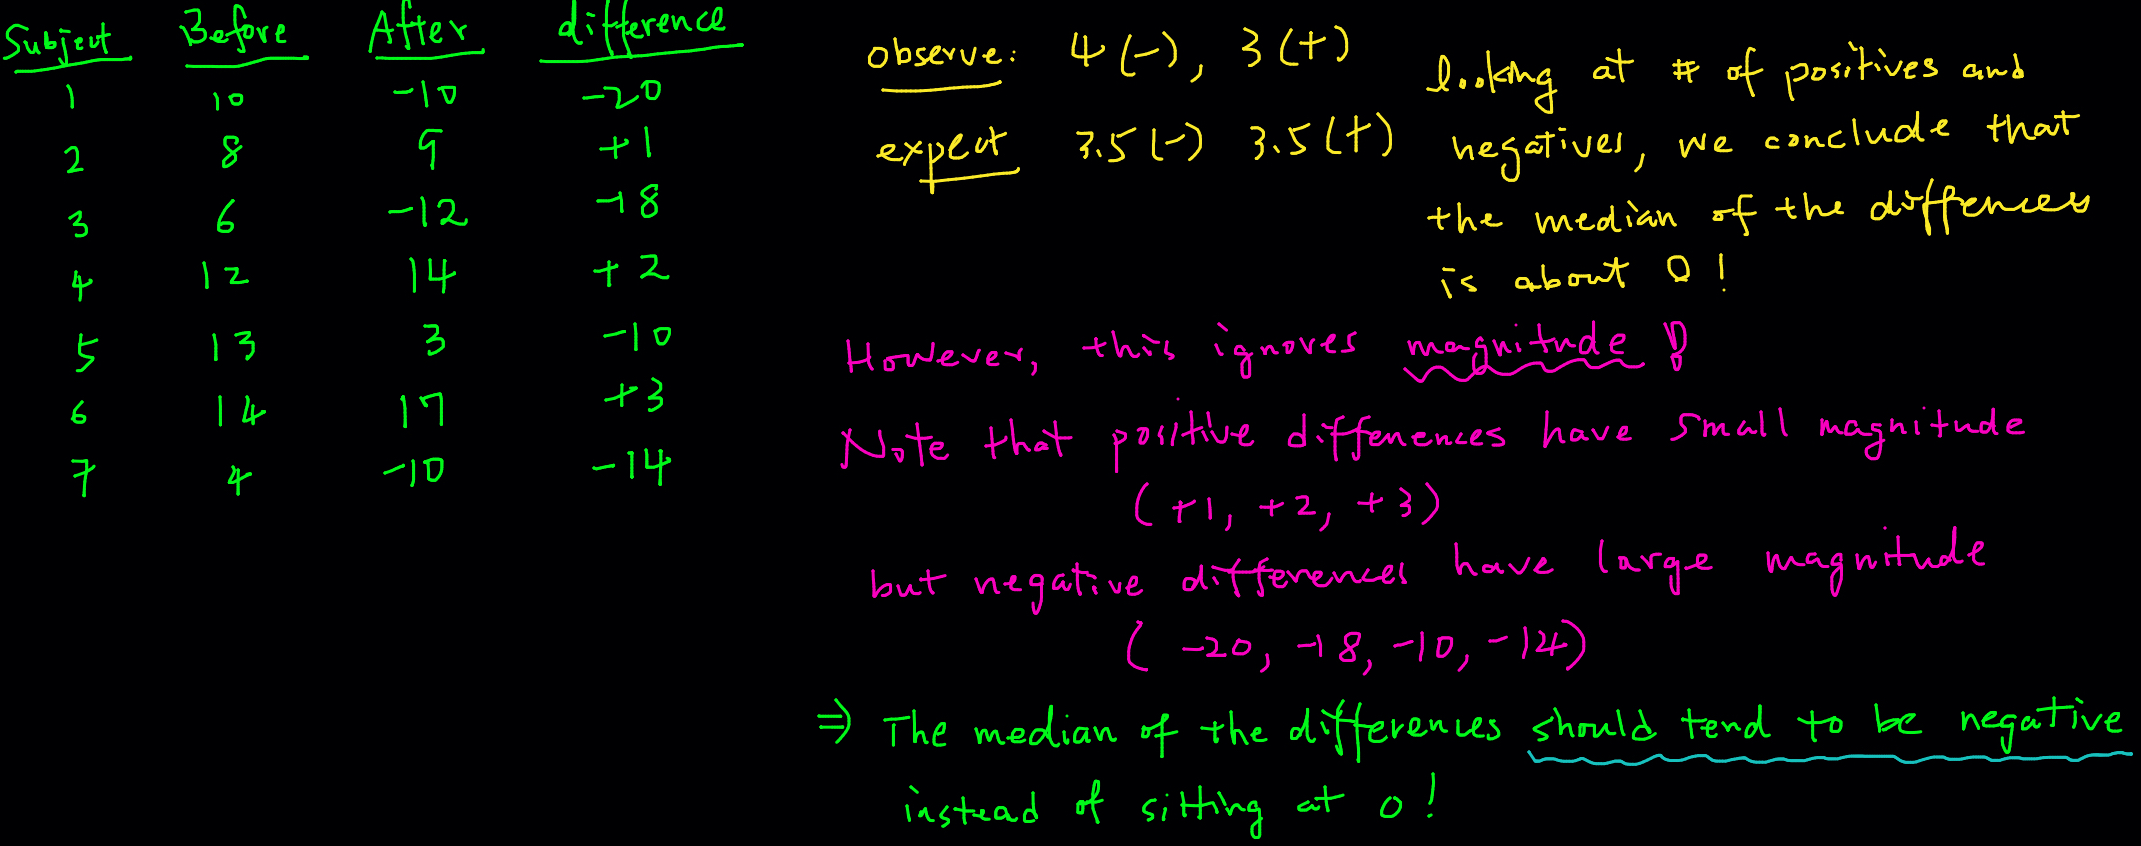 Subject Before After difference
1 10 -10 -20
2 8 9 +1
3 6 -12 -18
4 12 14 +2
5 13 3 -10
6 14 17 +3
7 4 -10 -14
observe: 4 (-), 3 (+)
expect 3.5 (-) 3.5 (+)
looking at # of positives and
negatives, we conclude that
the median of the diffences
is about 0 !
However, this ignores magnitude !
Note that positive diffenences have small magnitude
( +1, +2, +3 )
but negative differences have large magnitude
( -20, -18, -10, -14 )
⇒ The median of the differences should tend to be negative
instead of sitting at 0 !